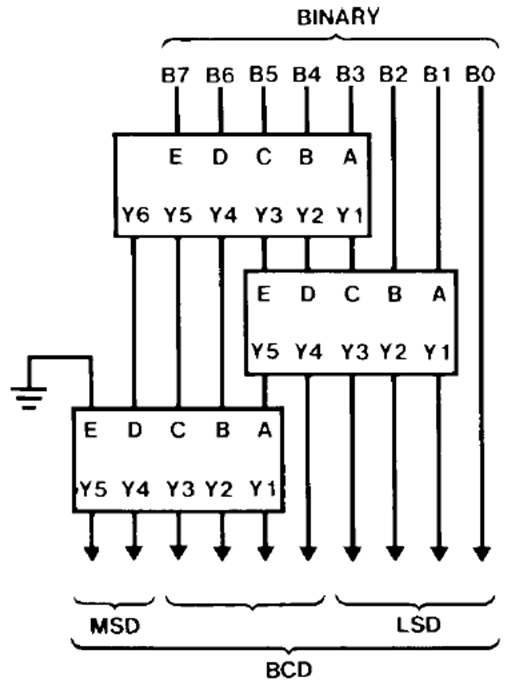 BINARY
B7 B6 B5 B4 B3 B2 B1 B0
E D C B A
Y6 Y5 Y4 Y3 Y2 Y1
E D C B A
Y5 Y4 Y3 Y2 Y1
E D C B A
Y5 Y4 Y3 Y2 Y1
MSD LSD
BCD